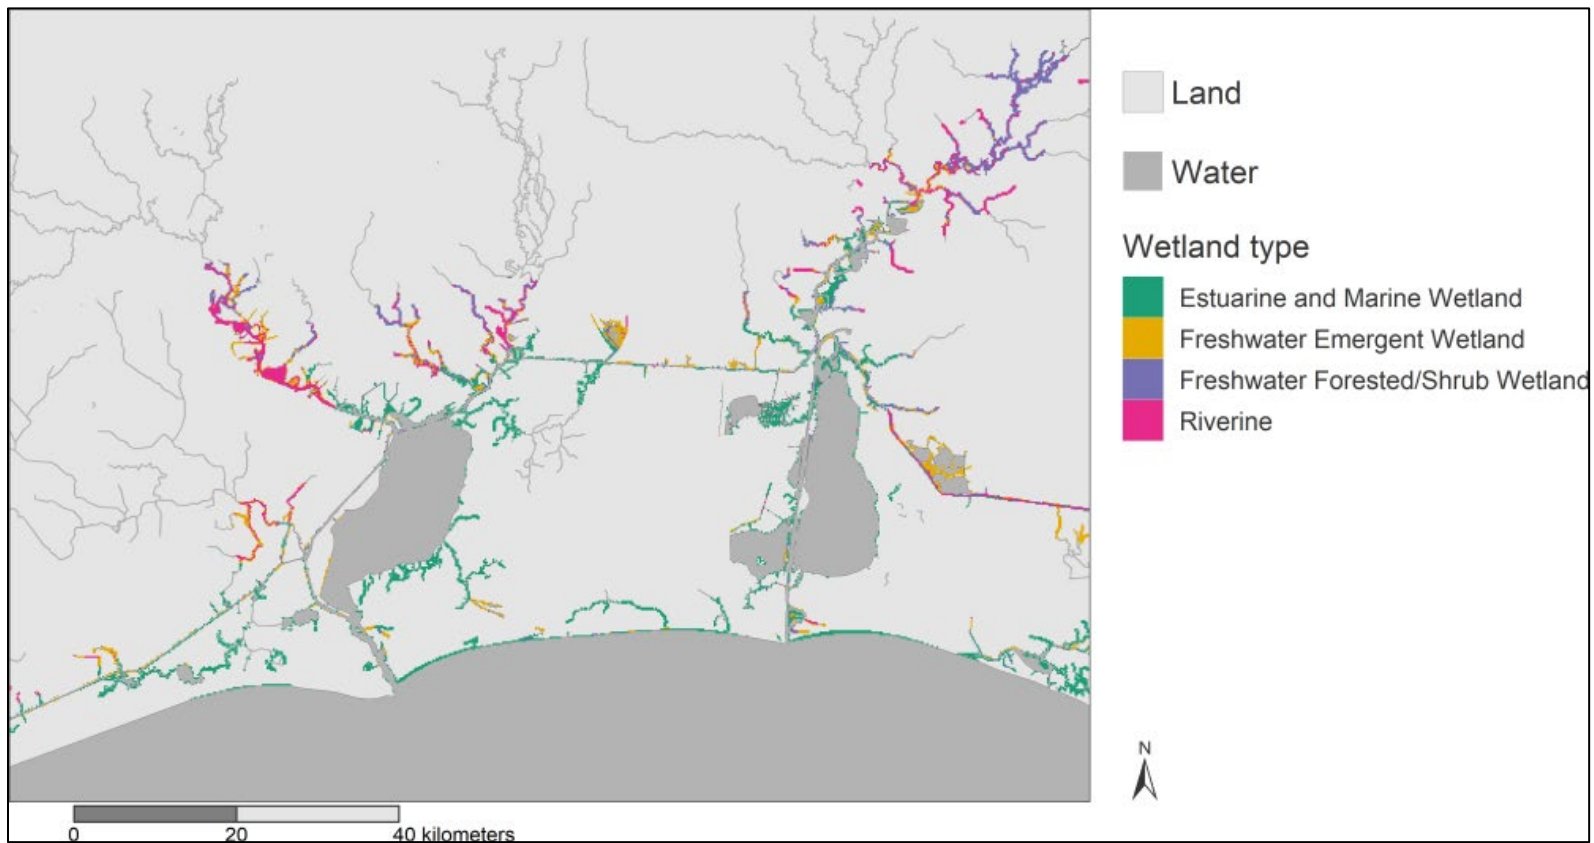 Land
Water
Wetland type
Estuarine and Marine Wetland
Freshwater Emergent Wetland
Freshwater Forested/Shrub Wetland
Riverine
N
0 20 40 kilometers